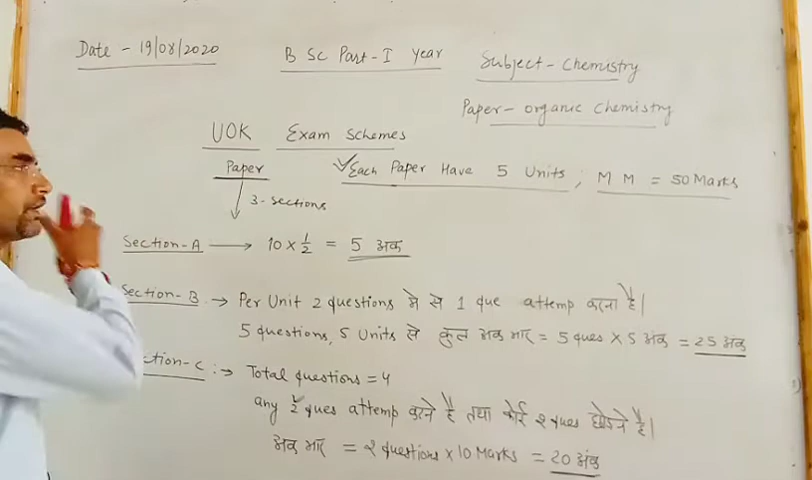 Date - 19/08/2020
B Sc Part-I Year
Subject-Chemistry
Paper- organic Chemistry
UOK Exam Schemes
Paper
✓Each Paper Have 5 Units ; M M = 50 Marks
3-sections
Section-A → 10 × 1/2 = 5 अंक
Section-B → Per Unit 2 questions मे से 1 que attemp करना है।
5 questions, 5 Units से कुल अंक भार = 5 ques × 5 अंक = 25 अंक
ction-C :→ Total questions = 4
any 2 ques attemp करने है तथा कोई 2 ques छोडने है।
अंक भार = 2 questions × 10 Marks = 20 अंक